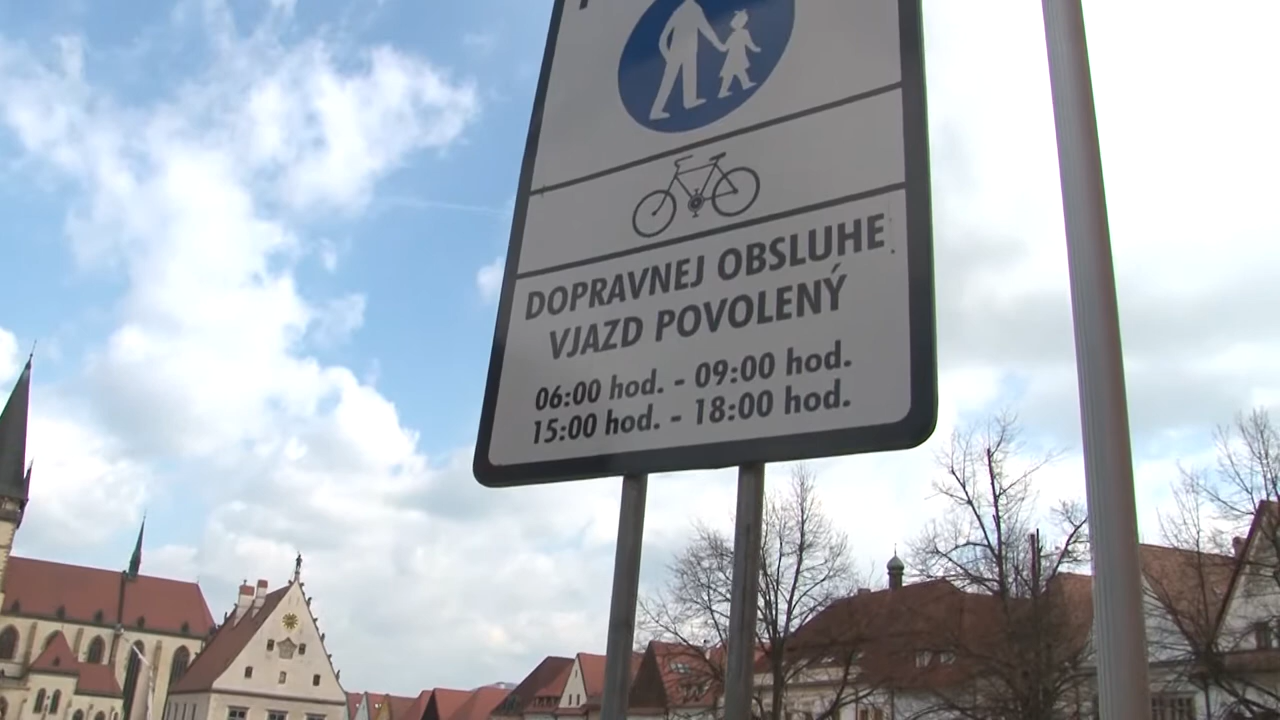 DOPRAVNEJ OBSLUHE
VJAZD POVOLENÝ
06:00 hod. - 09:00 hod.
15:00 hod. - 18:00 hod.